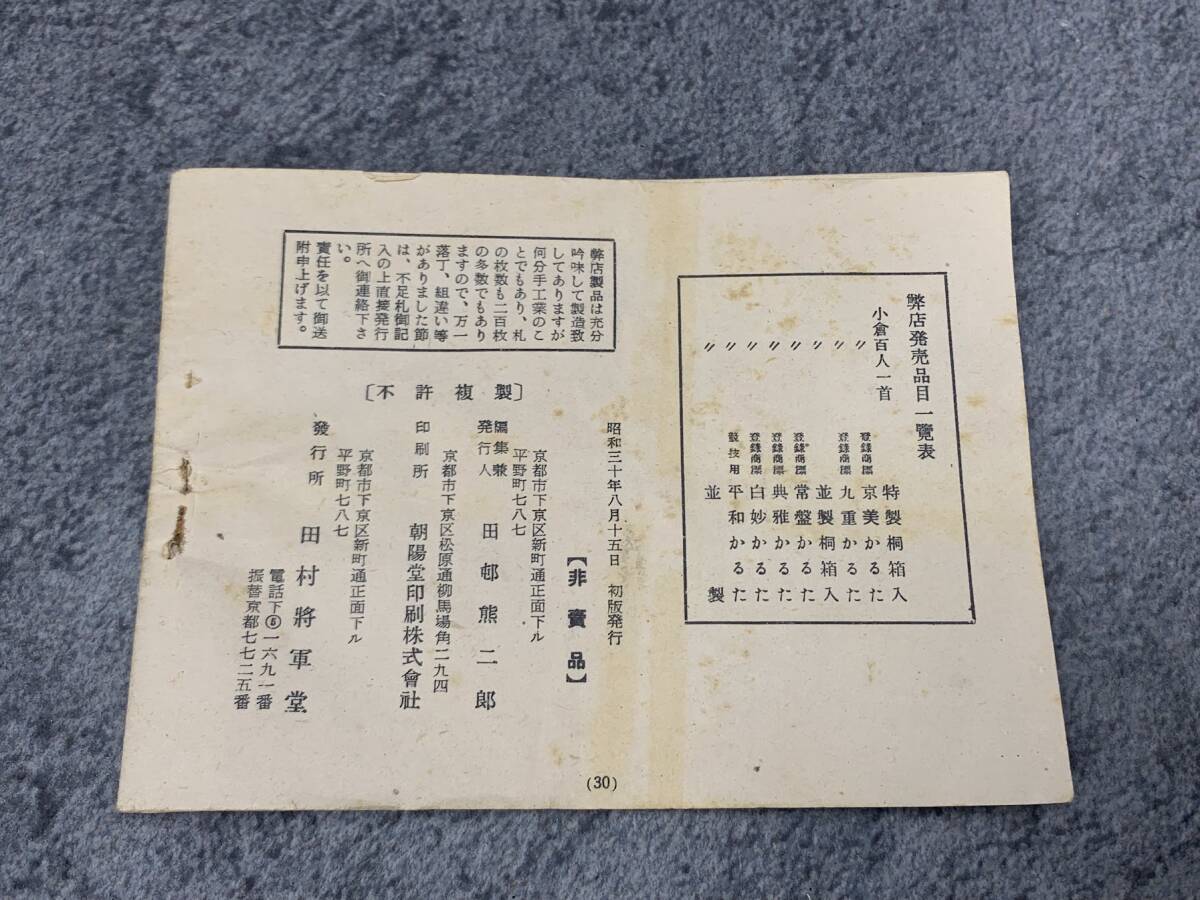 弊店発売品目一覽表
小倉百人一首 特製桐箱入
〃 登録商標 京美かるた
〃 登録商標 九重かるた
〃 並製桐箱入
〃 登録商標 常盤かるた
〃 登録商標 典雅かるた
〃 登録商標 白妙かるた
〃 競技用 平和かるた
並製
昭和三十年八月十五日 初版発行
【非賣品】
〔不許複製〕
京都市下京区新町通正面下ル
平野町七八七
編集兼
発行人 田邨熊二郎
京都市下京区松原通柳馬場角二九四
印刷所 朝陽堂印刷株式會社
京都市下京区新町通正面下ル
平野町七八七
發行所 田村將軍堂
電話下⑤一六九一番
振替京都七七二五番
弊店製品は充分
吟味して製造致
してありますが
何分手工業のこ
とでもあり、札
の枚数も二百枚
の多数でもあり
ますので、万一
落丁、組違い等
がありました節
は、不足札御記
入の上直接発行
所へ御連絡下さ
い。
責任を以て御送
附申上げます。
(30)